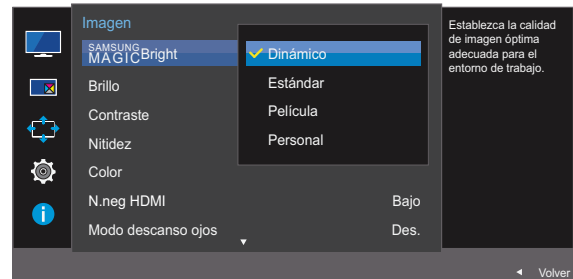 Imagen
SAMSUNG
MAGICBright
Dinámico
Brillo
Estándar
Contraste
Película
Nitidez
Personal
Color
N.neg HDMI
Bajo
Modo descanso ojos
Des.
Establezca la calidad
de imagen óptima
adecuada para el
entorno de trabajo.
Volver